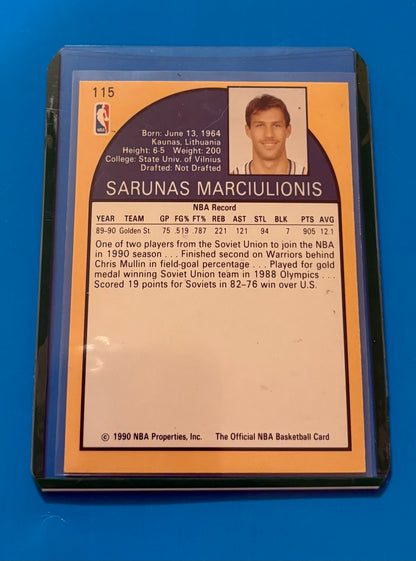 115
NBA
Born: June 13, 1964
Kaunas, Lithuania
Height: 6-5 Weight: 200
College: State Univ. of Vilnius
Drafted: Not Drafted
SARUNAS MARCIULIONIS
NBA Record
YEAR TEAM GP FG% FT% REB AST STL BLK PTS AVG
89-90 Golden St. 75 .519 .787 221 121 94 7 905 12.1
One of two players from the Soviet Union to join the NBA
in 1990 season . . . Finished second on Warriors behind
Chris Mullin in field-goal percentage . . . Played for gold
medal winning Soviet Union team in 1988 Olympics . . .
Scored 19 points for Soviets in 82–76 win over U.S.
© 1990 NBA Properties, Inc. The Official NBA Basketball Card